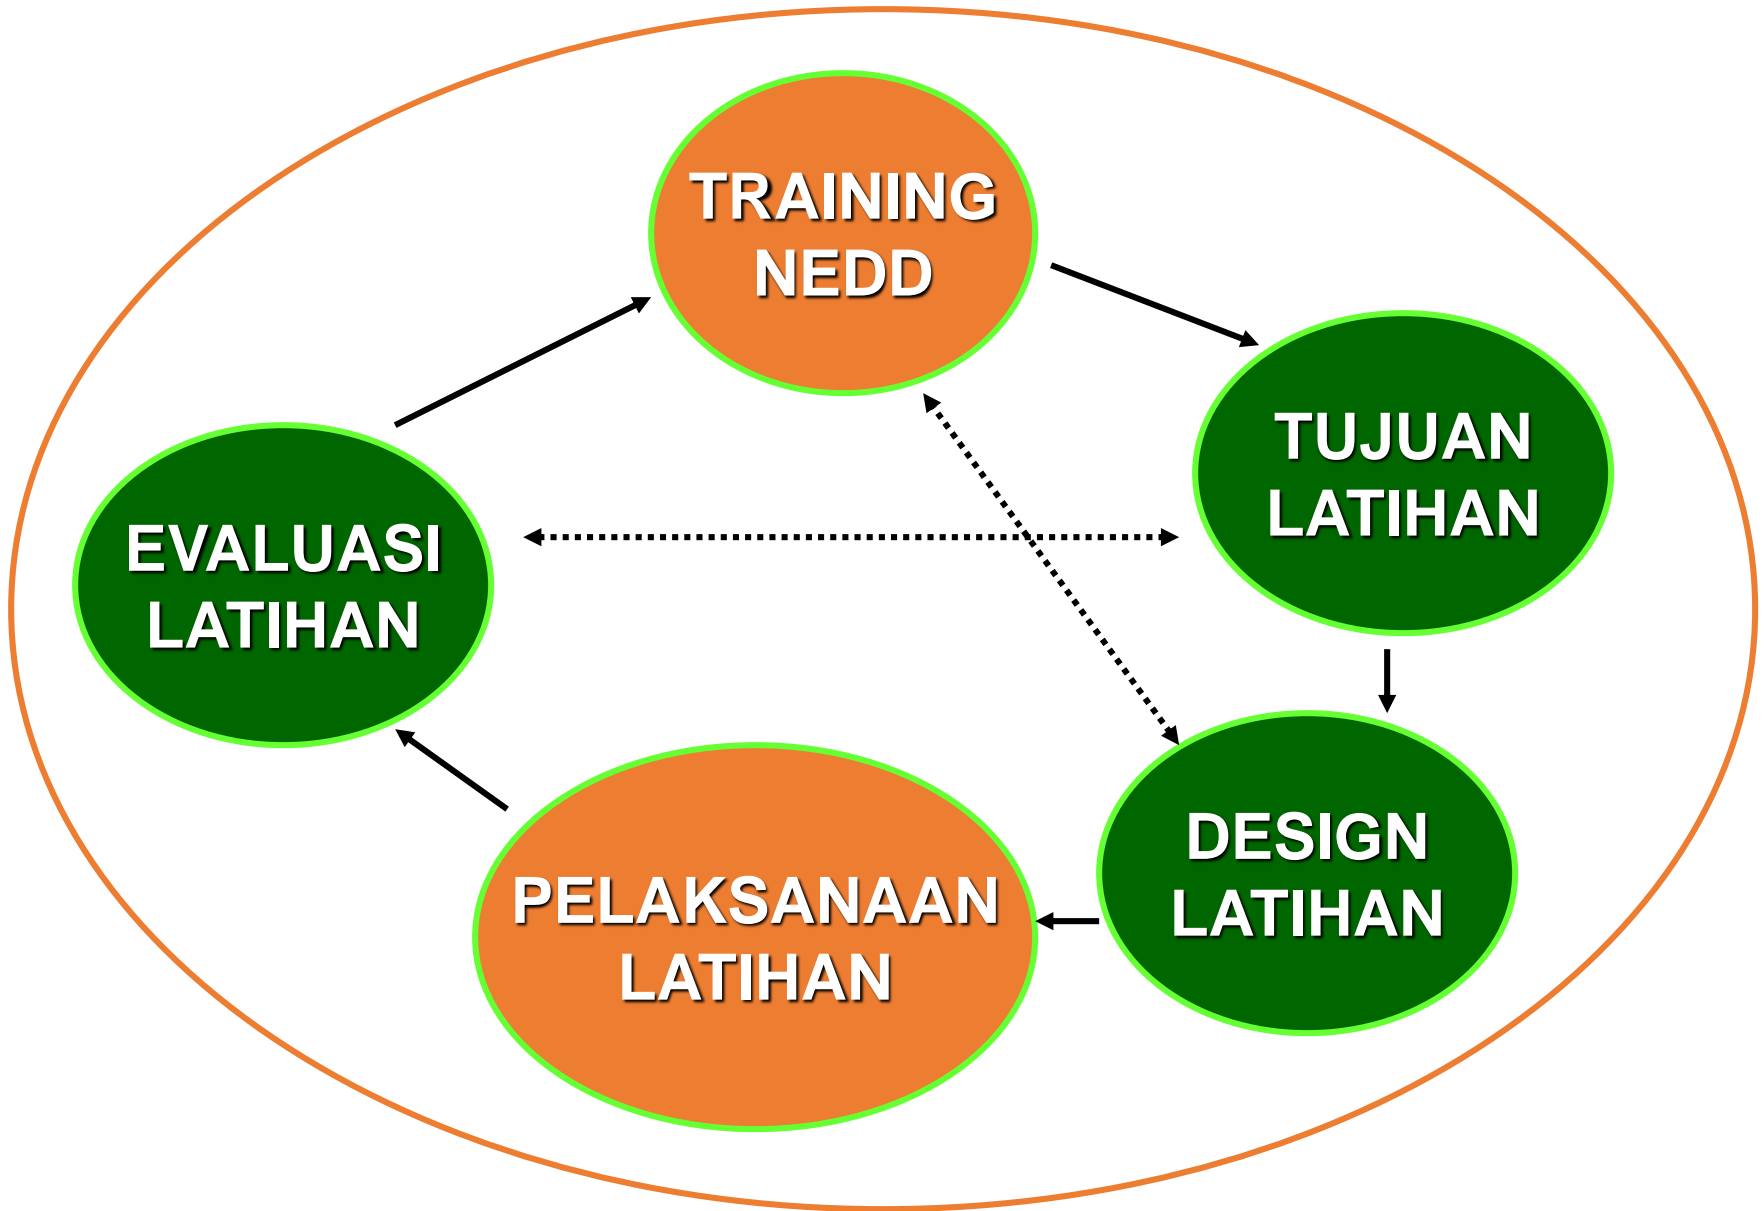 TRAINING
NEDD
TUJUAN
LATIHAN
DESIGN
LATIHAN
PELAKSANAAN
LATIHAN
EVALUASI
LATIHAN